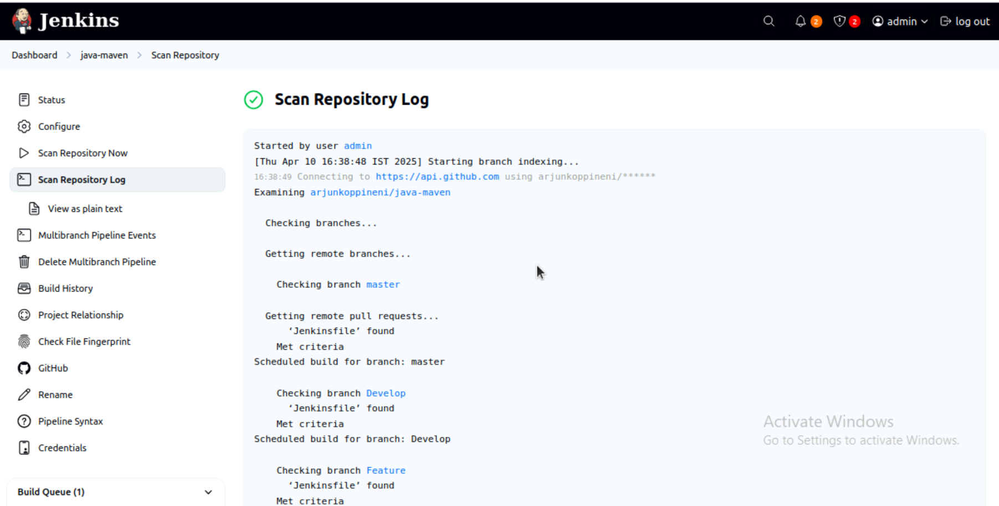 Jenkins
2
2
admin
log out
Dashboard > java-maven > Scan Repository
Status
Configure
Scan Repository Now
Scan Repository Log
View as plain text
Multibranch Pipeline Events
Delete Multibranch Pipeline
Build History
Project Relationship
Check File Fingerprint
GitHub
Rename
Pipeline Syntax
Credentials
Build Queue (1)
Scan Repository Log
Started by user admin
[Thu Apr 10 16:38:48 IST 2025] Starting branch indexing...
16:38:49 Connecting to https://api.github.com using arjunkoppineni/******
Examining arjunkoppineni/java-maven
Checking branches...
Getting remote branches...
Checking branch master
Getting remote pull requests...
‘Jenkinsfile’ found
Met criteria
Scheduled build for branch: master
Checking branch Develop
‘Jenkinsfile’ found
Met criteria
Scheduled build for branch: Develop
Checking branch Feature
‘Jenkinsfile’ found
Met criteria
Activate Windows
Go to Settings to activate Windows.